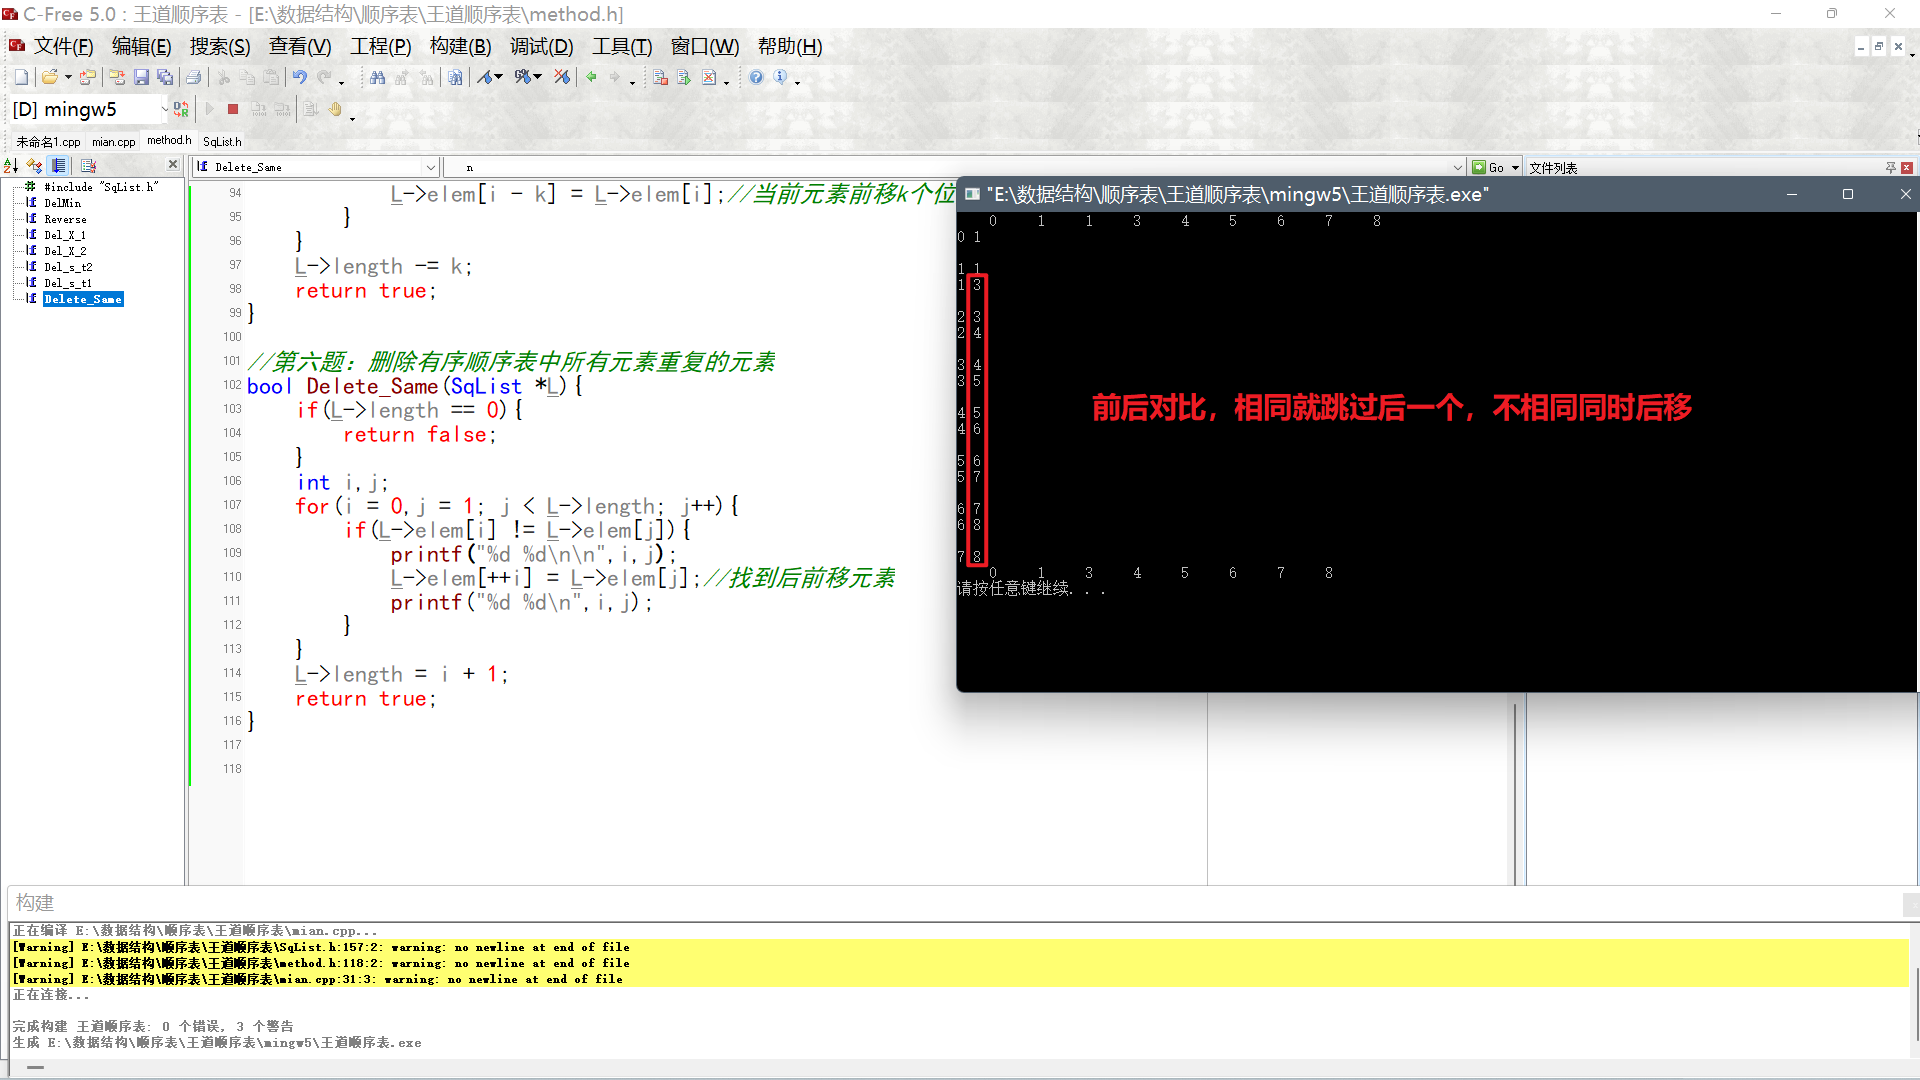 C-Free 5.0 : 王道顺序表 - [E:\数据结构\顺序表\王道顺序表\method.h]
文件(F) 编辑(E) 搜索(S) 查看(V) 工程(P) 构建(B) 调试(D) 工具(T) 窗口(W) 帮助(H)
[D] mingw5
未命名1.cpp mian.cpp method.h SqList.h
Delete_Same
n
Go
文件列表
#include "SqList.h"
DelMin
Reverse
Del_X_1
Del_X_2
Del_s_t2
Del_s_t1
Delete_Same
94 L->elem[i - k] = L->elem[i];//当前元素前移k个位
95 }
96 }
97 L->length -= k;
98 return true;
99 }
100
101 //第六题：删除有序顺序表中所有元素重复的元素
102 bool Delete_Same(SqList *L){
103 if(L->length == 0){
104 return false;
105 }
106 int i,j;
107 for(i = 0,j = 1; j < L->length; j++){
108 if(L->elem[i] != L->elem[j]){
109 printf("%d %d\n\n",i,j);
110 L->elem[++i] = L->elem[j];//找到后前移元素
111 printf("%d %d\n",i,j);
112 }
113 }
114 L->length = i + 1;
115 return true;
116 }
117
118
"E:\数据结构\顺序表\王道顺序表\mingw5\王道顺序表.exe"
0 1 1 3 4 5 6 7 8
0 1
1 1
1 3
2 3
2 4
3 4
3 5
4 5
4 6
5 6
5 7
6 7
6 8
7 8
0 1 3 4 5 6 7 8
请按任意键继续. . .
前后对比，相同就跳过后一个，不相同同时后移
构建
正在编译 E:\数据结构\顺序表\王道顺序表\mian.cpp...
[Warning] E:\数据结构\顺序表\王道顺序表\SqList.h:157:2: warning: no newline at end of file
[Warning] E:\数据结构\顺序表\王道顺序表\method.h:118:2: warning: no newline at end of file
[Warning] E:\数据结构\顺序表\王道顺序表\mian.cpp:31:3: warning: no newline at end of file
正在连接...
完成构建 王道顺序表: 0 个错误, 3 个警告
生成 E:\数据结构\顺序表\王道顺序表\mingw5\王道顺序表.exe